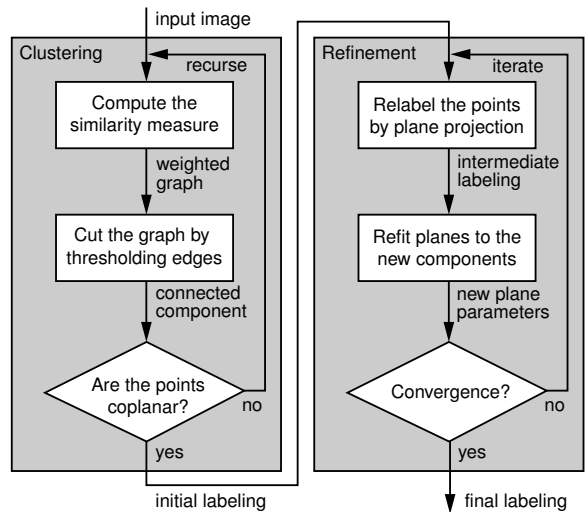 input image
Clustering
recurse
Compute the
similarity measure
weighted
graph
Cut the graph by
thresholding edges
connected
component
Are the points
coplanar?
no
yes
initial labeling
Refinement
iterate
Relabel the points
by plane projection
intermediate
labeling
Refit planes to the
new components
new plane
parameters
Convergence?
no
yes
final labeling